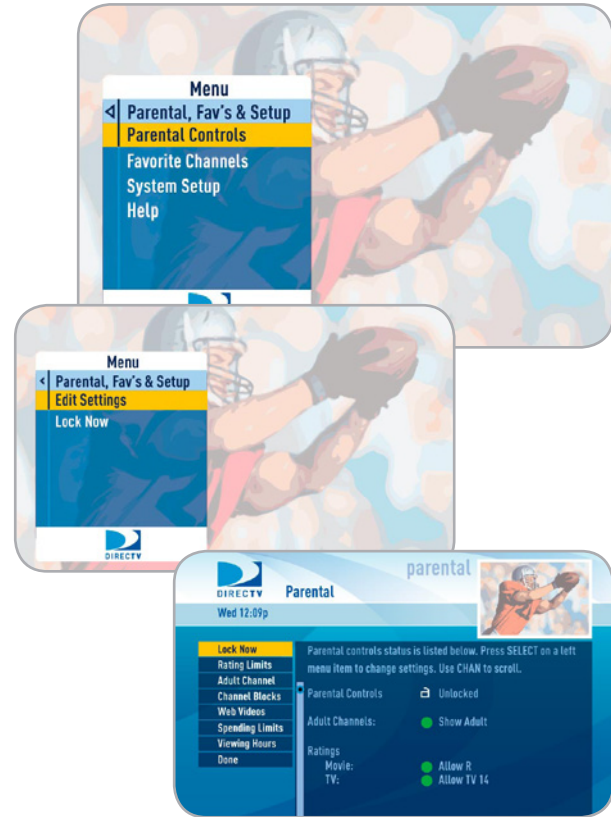 Menu
Parental, Fav's & Setup
Parental Controls
Favorite Channels
System Setup
Help
Menu
Parental, Fav's & Setup
Edit Settings
Lock Now
DIRECTV
DIRECTV
Parental
parental
Wed 12:09p
Lock Now
Rating Limits
Adult Channel
Channel Blocks
Web Videos
Spending Limits
Viewing Hours
Done
Parental controls status is listed below. Press SELECT on a left
menu item to change settings. Use CHAN to scroll.
Parental Controls Unlocked
Adult Channels: Show Adult
Ratings
Movie: Allow R
TV: Allow TV 14